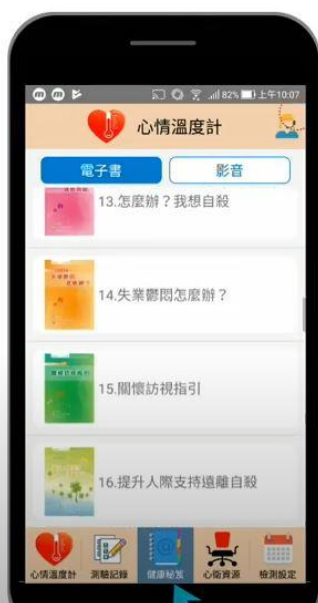 82% 上午10:07
心情溫度計
電子書
影音
13.怎麼辦？我想自殺
14.失業鬱悶怎麼辦？
15.關懷訪視指引
16.提升人際支持遠離自殺
心情溫度計
測驗記錄
健康秘笈
心衛資源
檢測設定